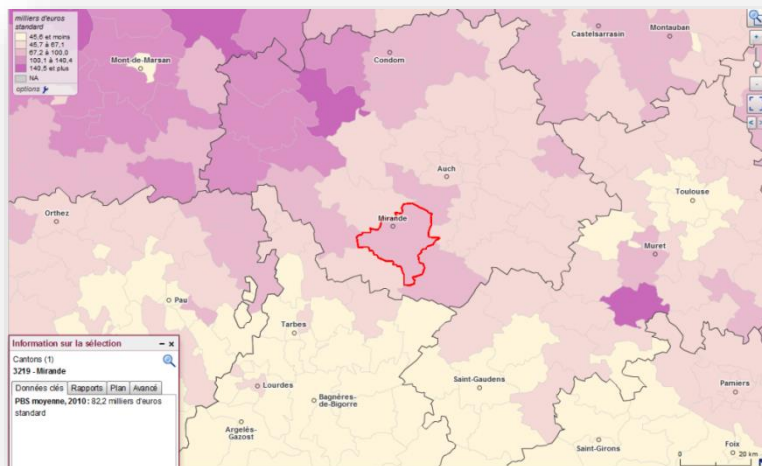 milliers d'euros
standard
45,6 et moins
45,7 à 67,1
67,2 à 100,0
100,1 à 140,4
140,5 et plus
NA
options
Mont-de-Marsan
Condom
Castelsarrasin
Montauban
Auch
Toulouse
Orthez
Mirande
Muret
Pau
Tarbes
Lourdes
Bagnères-
de-Bigorre
Argelès-
Gazost
Saint-Gaudens
Pamiers
Saint-Girons
Foix
0
20 km
Information sur la sélection
Cantons (1)
3219 - Mirande
Données clés Rapports Plan Avancé
PBS moyenne, 2010 : 82,2 milliers d'euros
standard